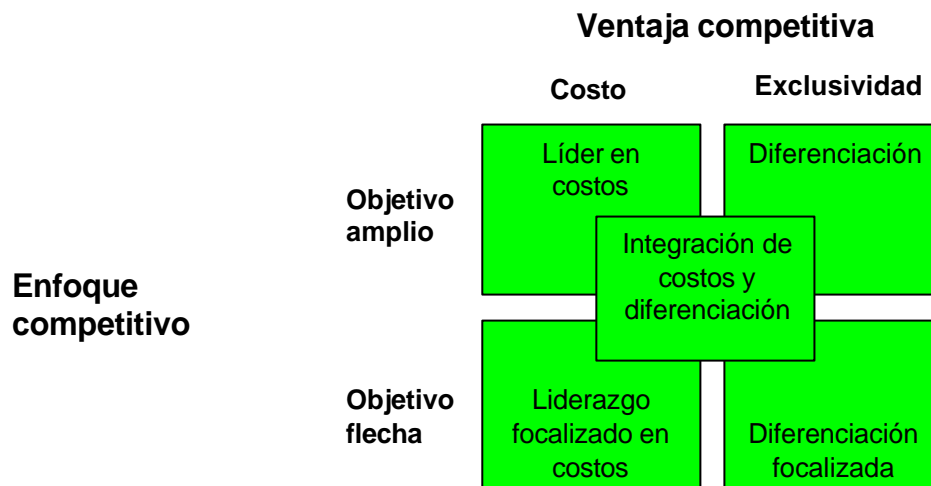 Ventaja competitiva
Costo
Exclusividad
Líder en
costos
Diferenciación
Objetivo
amplio
Integración de
costos y
diferenciación
Enfoque
competitivo
Objetivo
flecha
Liderazgo
focalizado en
costos
Diferenciación
focalizada